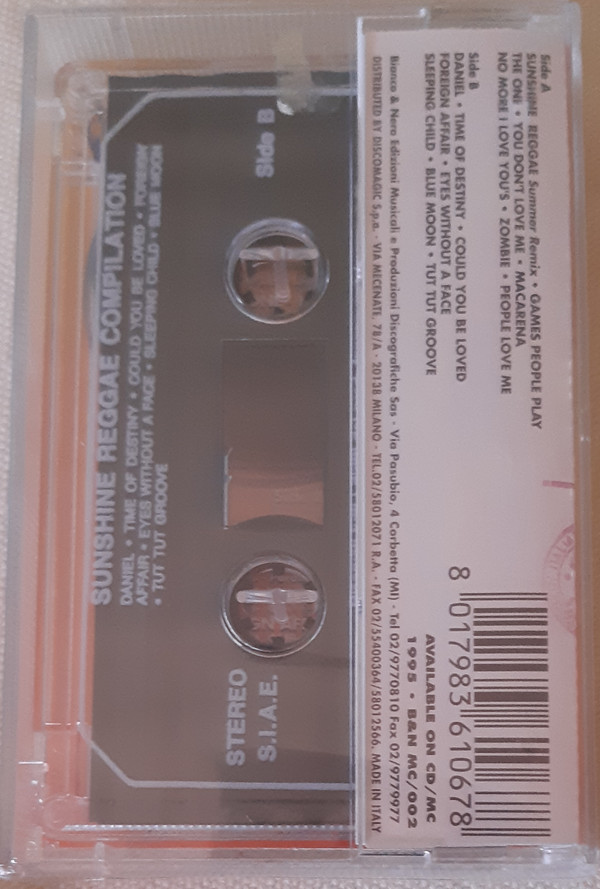 Side A
SUNSHINE REGGAE Summer Remix • GAMES PEOPLE PLAY
THE ONE • YOU DON'T LOVE ME • MACARENA
NO MORE I LOVE YOU'S • ZOMBIE • PEOPLE LOVE ME
Side B
DANIEL • TIME OF DESTINY • COULD YOU BE LOVED
FOREIGN AFFAIR • EYES WITHOUT A FACE
SLEEPING CHILD • BLUE MOON • TUT TUT GROOVE
Bianco & Nero Edizioni Musicali e Produzioni Discografiche Sas - Via Pasubio, 4 Corbetta (MI) - Tel 02/9770810 Fax 02/9779977
DISTRIBUTED BY DISCOMAGIC S.p.a. - VIA MECENATE, 78/A - 20138 MILANO - TEL.02/58012071 R.A. - FAX 02/55400364/58012566. MADE IN ITALY
8 017983 610678
AVAILABLE ON CD/MC
1995 • B&N MC/002
SUNSHINE REGGAE COMPILATION
DANIEL • TIME OF DESTINY • COULD YOU BE LOVED • FOREIGN
AFFAIR • EYES WITHOUT A FACE • SLEEPING CHILD • BLUE MOON
• TUT TUT GROOVE
Side B
STEREO
S.I.A.E.